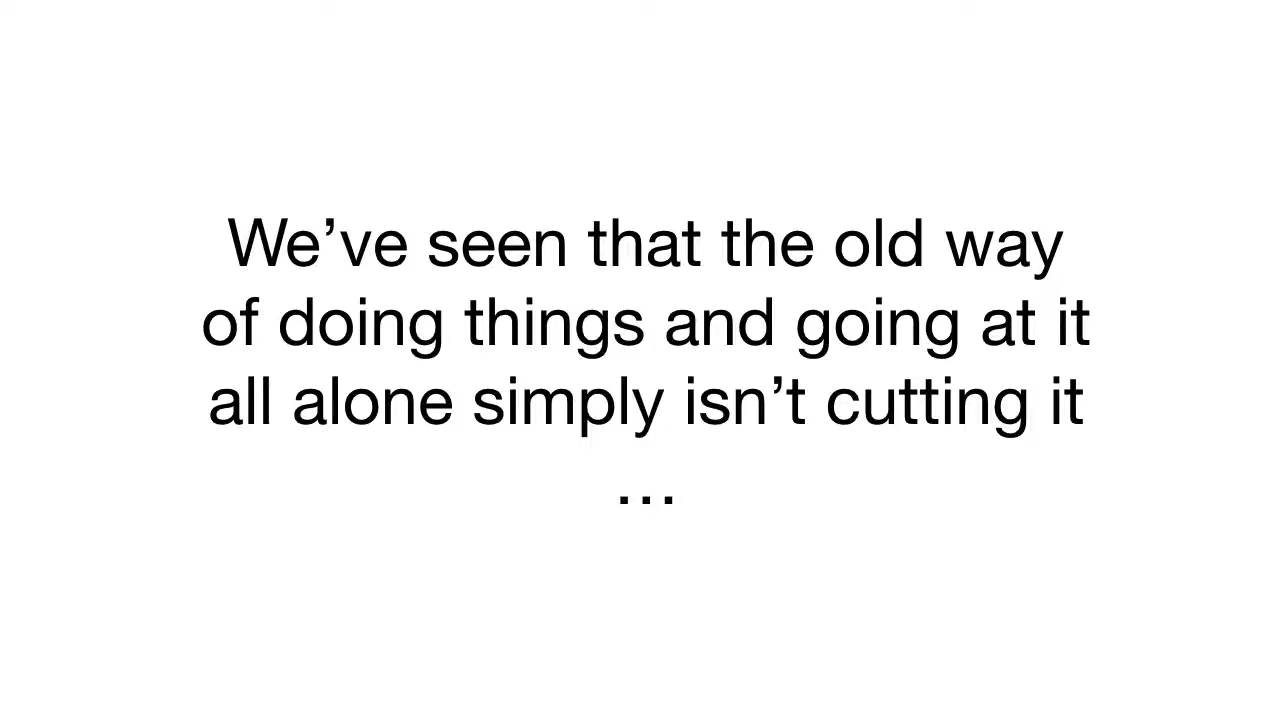 We’ve seen that the old way
of doing things and going at it
all alone simply isn’t cutting it
…